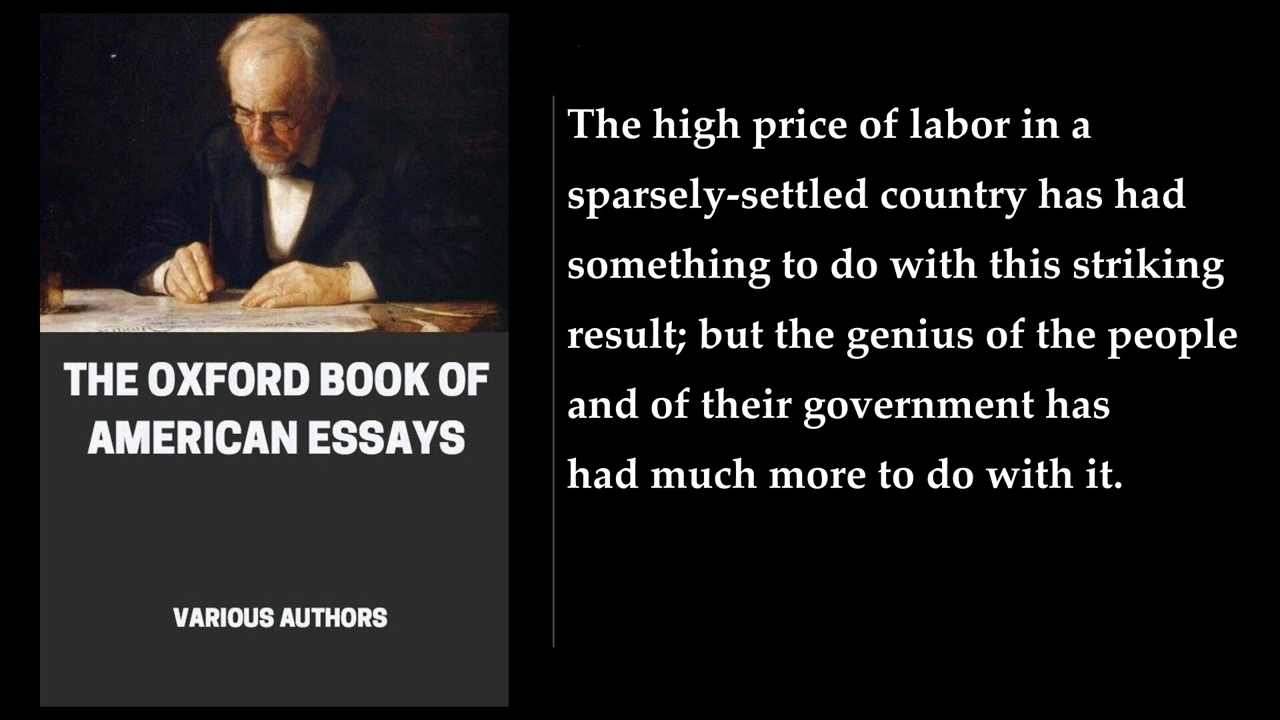 THE OXFORD BOOK OF
AMERICAN ESSAYS
VARIOUS AUTHORS
The high price of labor in a
sparsely-settled country has had
something to do with this striking
result; but the genius of the people
and of their government has
had much more to do with it.